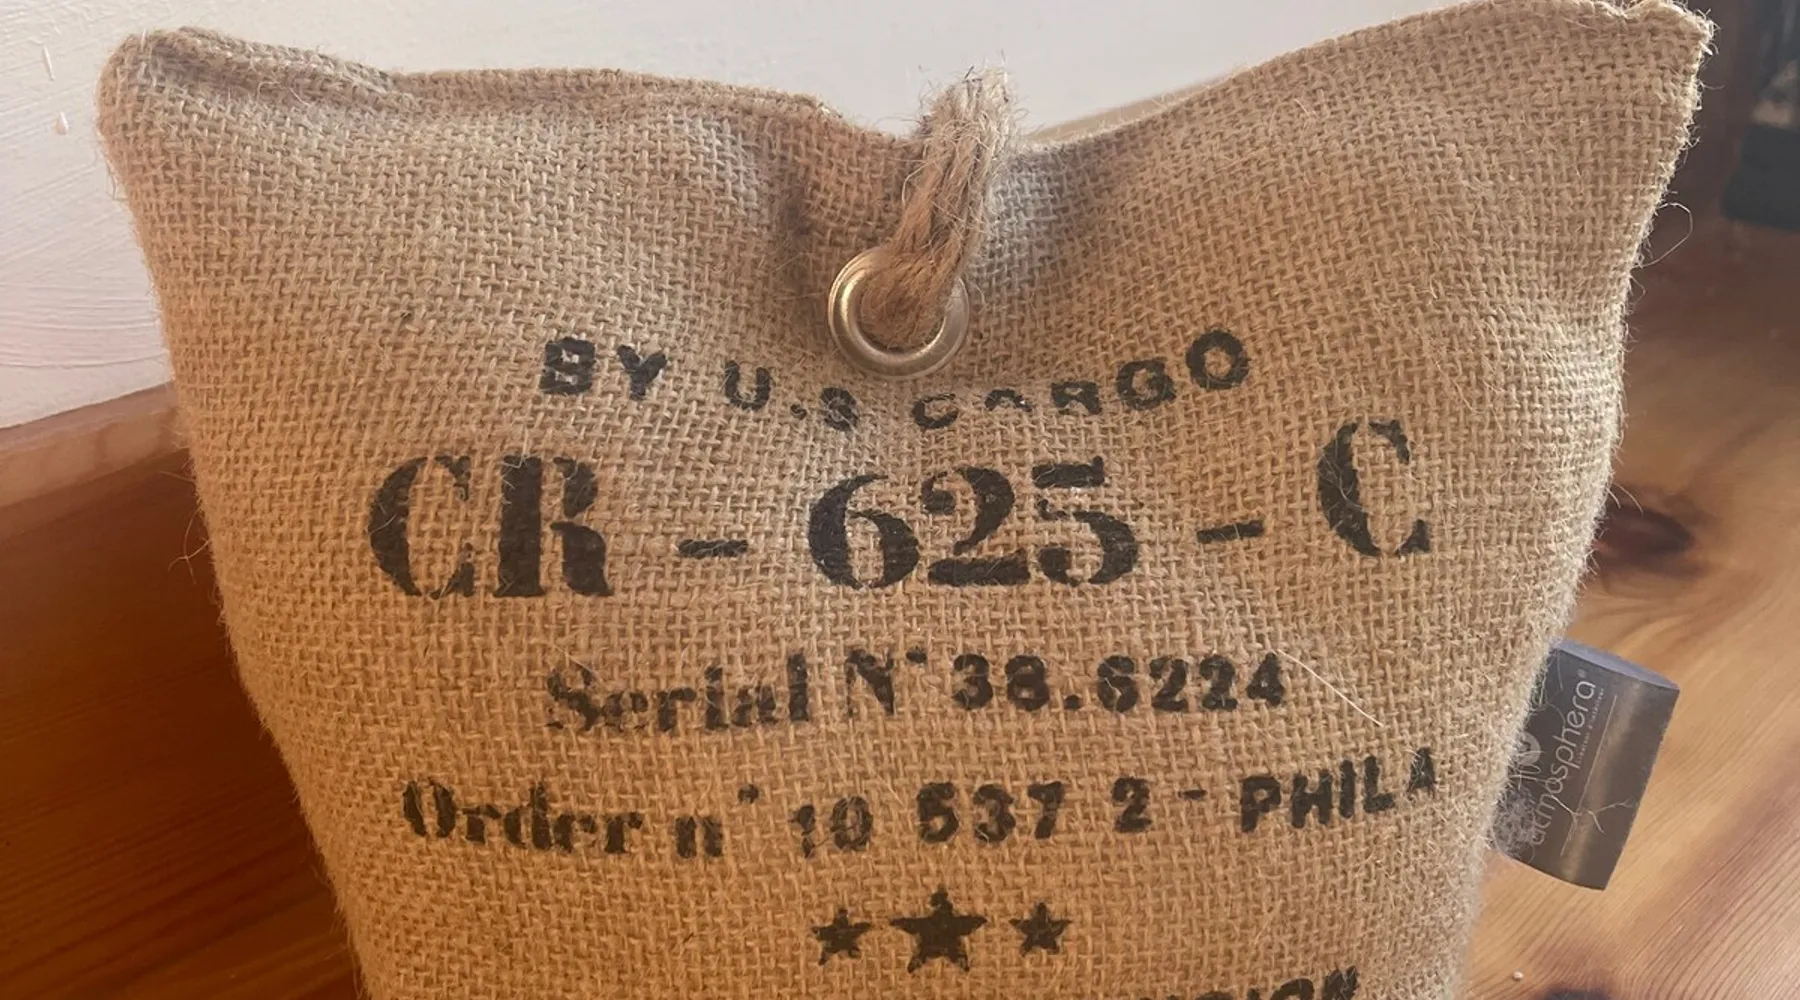 BY U.S CARGO
CR - 625 - C
Serial N° 38.6224
Order n° 10 537 2 - PHILA
atmosphera